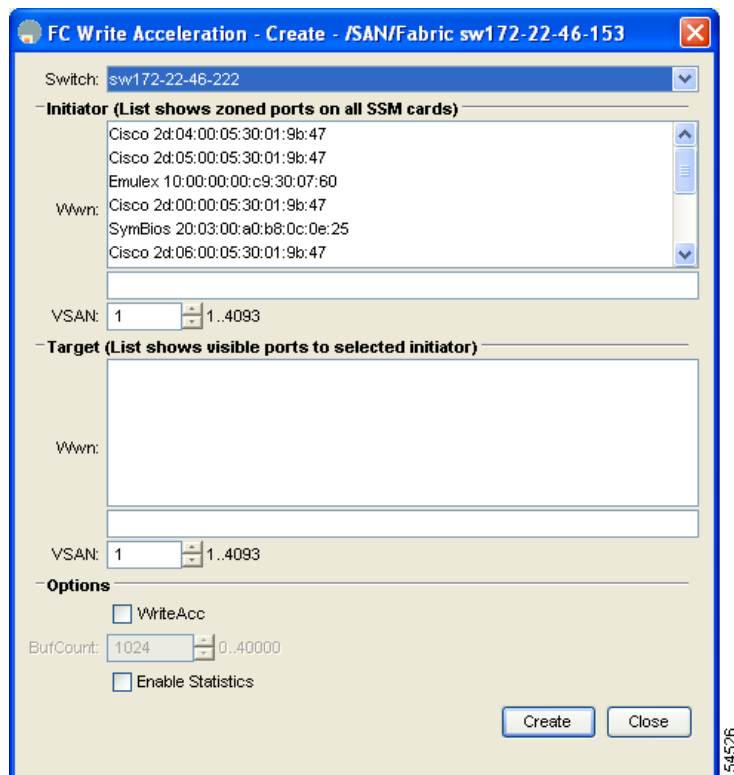 FC Write Acceleration - Create - /SAN/Fabric sw172-22-46-153
Switch: sw172-22-46-222
Initiator (List shows zoned ports on all SSM cards)
Cisco 2d:04:00:05:30:01:9b:47
Cisco 2d:05:00:05:30:01:9b:47
Emulex 10:00:00:00:c9:30:07:60
Wwn: Cisco 2d:00:00:05:30:01:9b:47
SymBios 20:03:00:a0:b8:0c:0e:25
Cisco 2d:06:00:05:30:01:9b:47
VSAN: 1 1..4093
Target (List shows visible ports to selected initiator)
Wwn:
VSAN: 1 1..4093
Options
WriteAcc
BufCount: 1024 0..40000
Enable Statistics
Create Close
54526